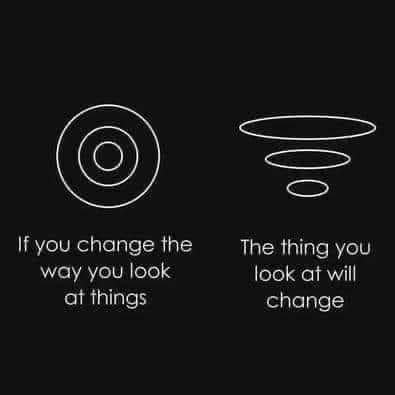 If you change the
way you look
at things
The thing you
look at will
change